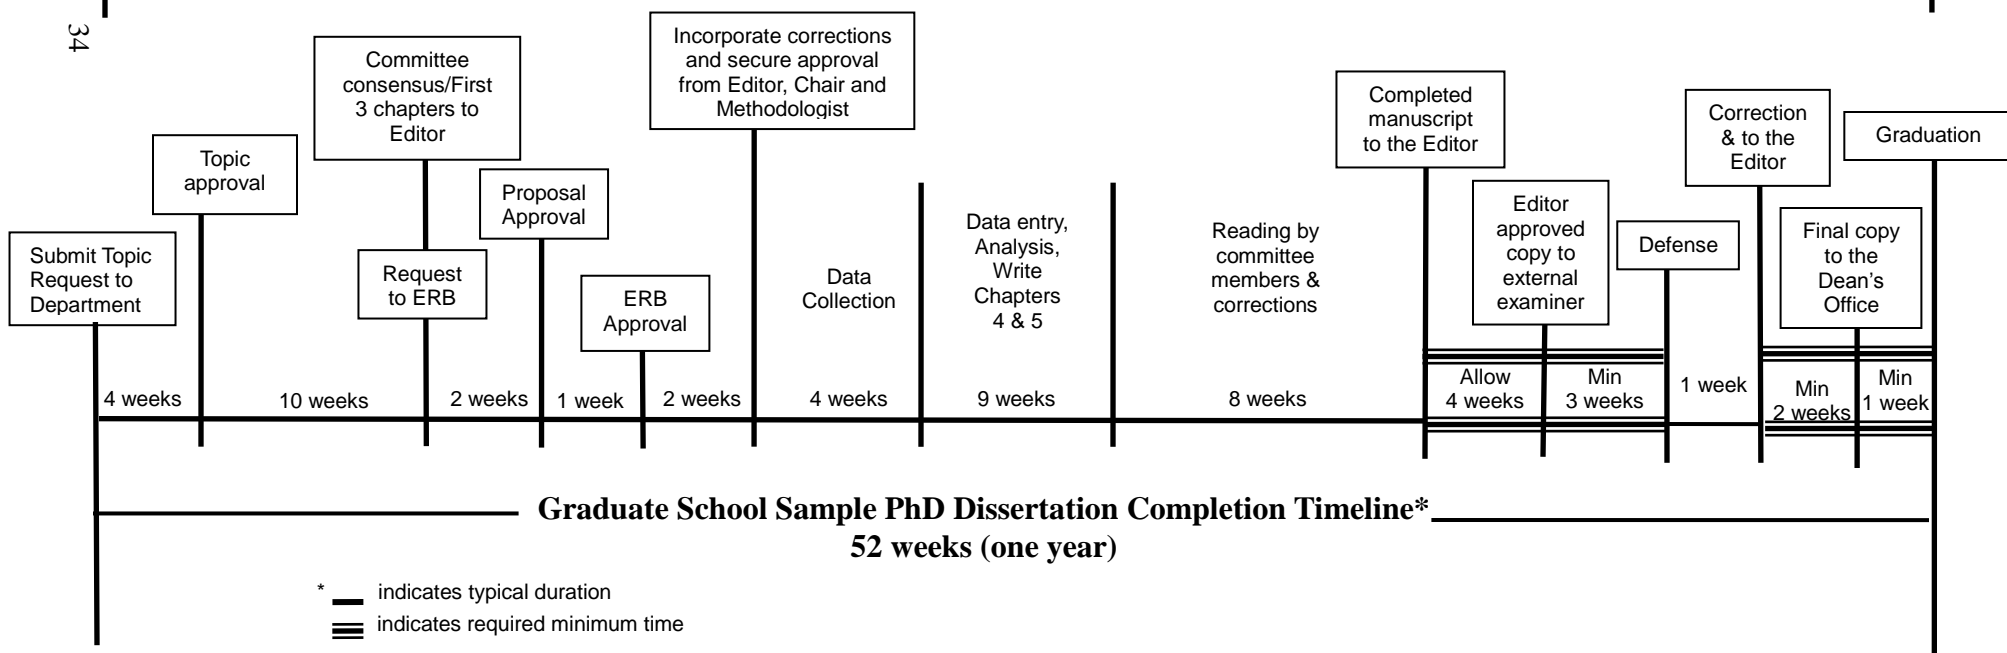 34
Submit Topic
Request to
Department
Topic
approval
Committee
consensus/First
3 chapters to
Editor
Request
to ERB
Proposal
Approval
ERB
Approval
Incorporate corrections
and secure approval
from Editor, Chair and
Methodologist
Data
Collection
Data entry,
Analysis,
Write
Chapters
4 & 5
Reading by
committee
members &
corrections
Completed
manuscript
to the Editor
Editor
approved
copy to
external
examiner
Defense
Correction
& to the
Editor
Final copy
to the
Dean's
Office
Graduation
4 weeks
10 weeks
2 weeks
1 week
2 weeks
4 weeks
9 weeks
8 weeks
Allow
4 weeks
Min
3 weeks
1 week
Min
2 weeks
Min
1 week
Graduate School Sample PhD Dissertation Completion Timeline*
52 weeks (one year)
* indicates typical duration
indicates required minimum time